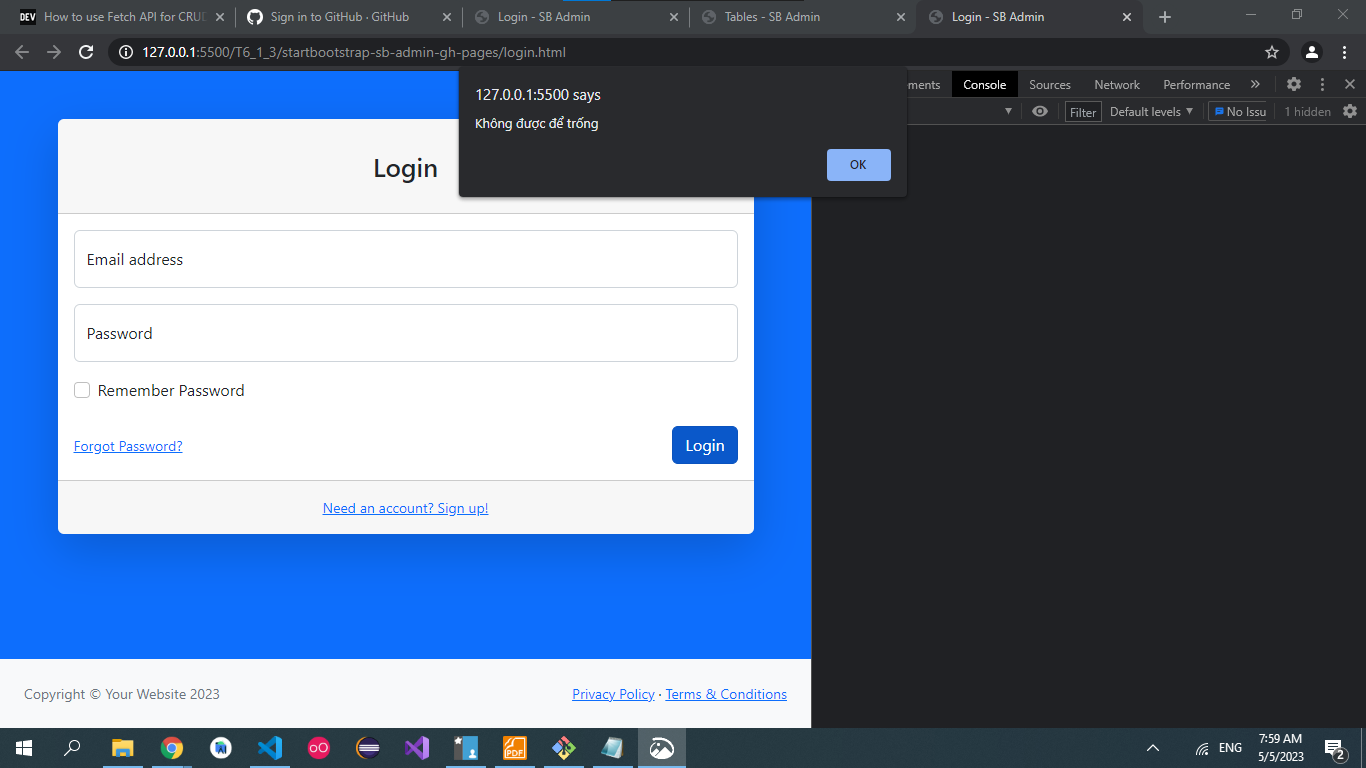 How to use Fetch API for CRUD
Sign in to GitHub · GitHub
Login - SB Admin
Tables - SB Admin
Login - SB Admin
127.0.0.1:5500/T6_1_3/startbootstrap-sb-admin-gh-pages/login.html
127.0.0.1:5500 says
Không được để trống
OK
ements
Console
Sources
Network
Performance
Filter
Default levels
No Issu
1 hidden
Login
Email address
Password
Remember Password
Forgot Password?
Login
Need an account? Sign up!
Copyright © Your Website 2023
Privacy Policy · Terms & Conditions
DEV
PDF
ENG
7:59 AM
5/5/2023
2